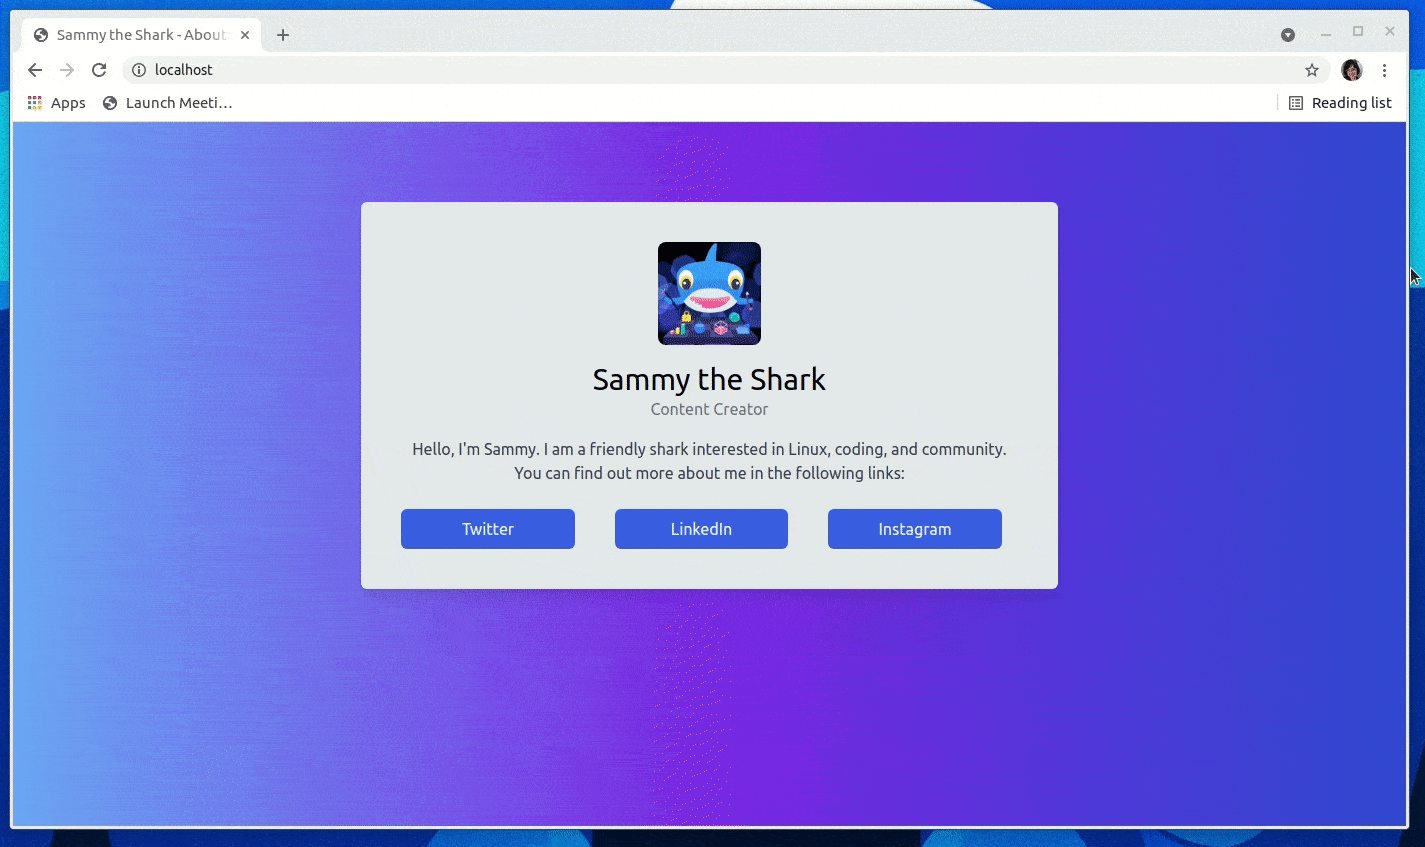 Sammy the Shark - About
localhost
Apps
Launch Meeti...
Reading list
Sammy the Shark
Content Creator
Hello, I'm Sammy. I am a friendly shark interested in Linux, coding, and community.
You can find out more about me in the following links:
Twitter
LinkedIn
Instagram